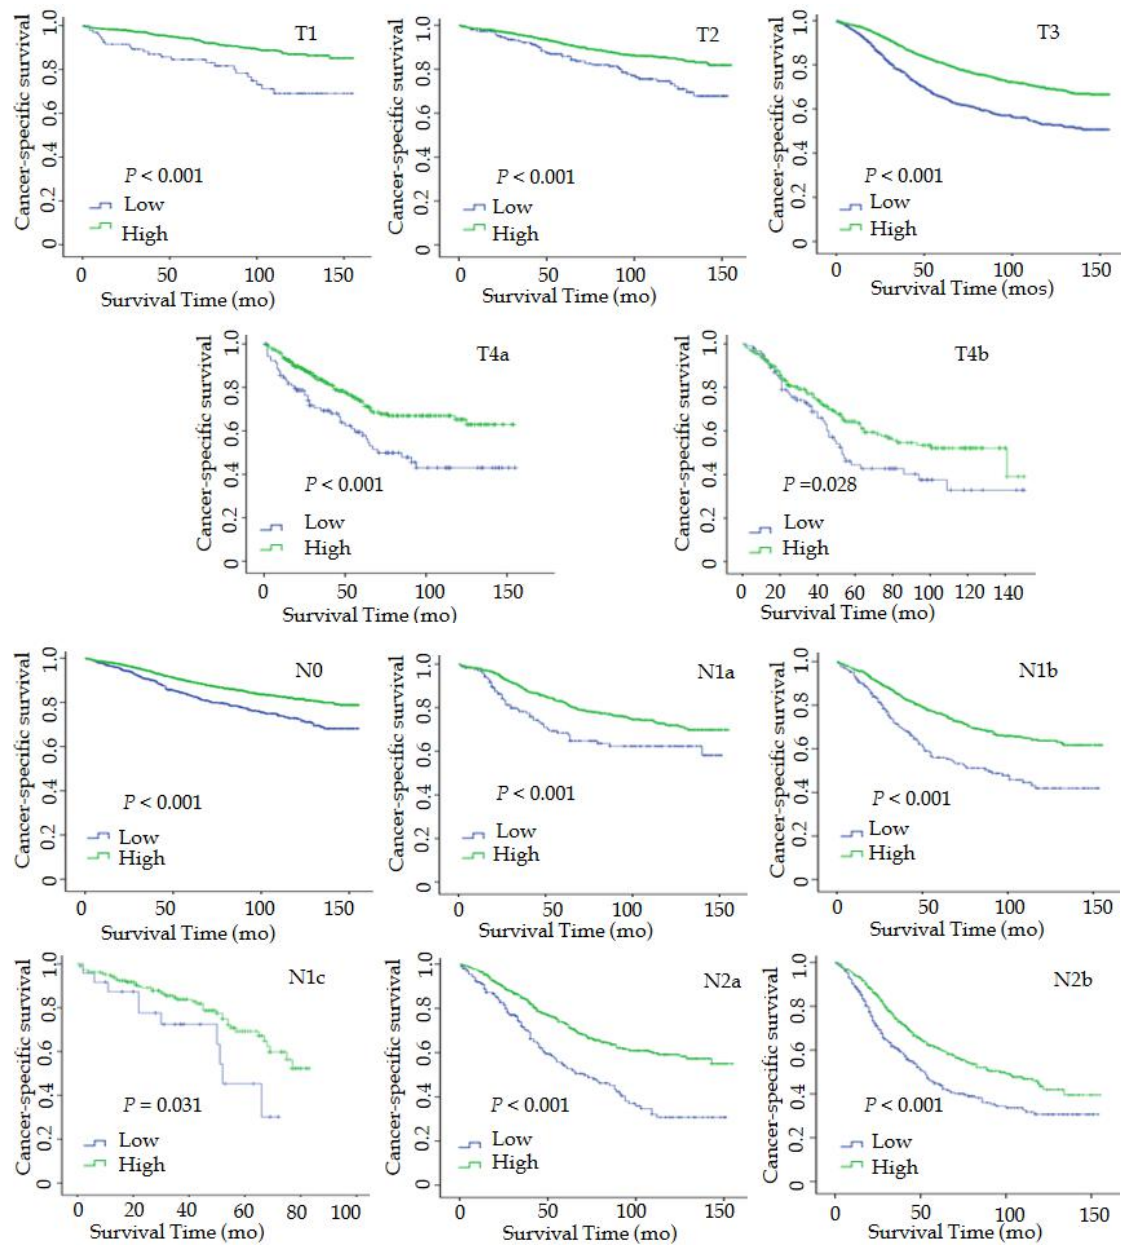 Cancer-specific survival
1.0
0.8
0.6
0.4
0.2
0
T1
P < 0.001
Low
High
0 50 100 150
Survival Time (mo)
Cancer-specific survival
1.0
0.8
0.6
0.4
0.2
0
T2
P < 0.001
Low
High
0 50 100 150
Survival Time (mo)
Cancer-specific survival
1.0
0.8
0.6
0.4
0.2
0
T3
P < 0.001
Low
High
0 50 100 150
Survival Time (mos)
Cancer-specific survival
1.0
0.8
0.6
0.4
0.2
0
T4a
P < 0.001
Low
High
0 50 100 150
Survival Time (mo)
Cancer-specific survival
1.0
0.8
0.6
0.4
0.2
0
T4b
P =0.028
Low
High
0 20 40 60 80 100 120 140
Survival Time (mo)
Cancer-specific survival
1.0
0.8
0.6
0.4
0.2
0
N0
P < 0.001
Low
High
0 50 100 150
Survival Time (mo)
Cancer-specific survival
1.0
0.8
0.6
0.4
0.2
0
N1a
P < 0.001
Low
High
0 50 100 150
Survival Time (mo)
Cancer-specific survival
1.0
0.8
0.6
0.4
0.2
0
N1b
P < 0.001
Low
High
0 50 100 150
Survival Time (mo)
Cancer-specific survival
1.0
0.8
0.6
0.4
0.2
0
N1c
P = 0.031
Low
High
0 20 40 60 80 100
Survival Time (mo)
Cancer-specific survival
1.0
0.8
0.6
0.4
0.2
0
N2a
P < 0.001
Low
High
0 50 100 150
Survival Time (mo)
Cancer-specific survival
1.0
0.8
0.6
0.4
0.2
0
N2b
P < 0.001
Low
High
0 50 100 150
Survival Time (mo)